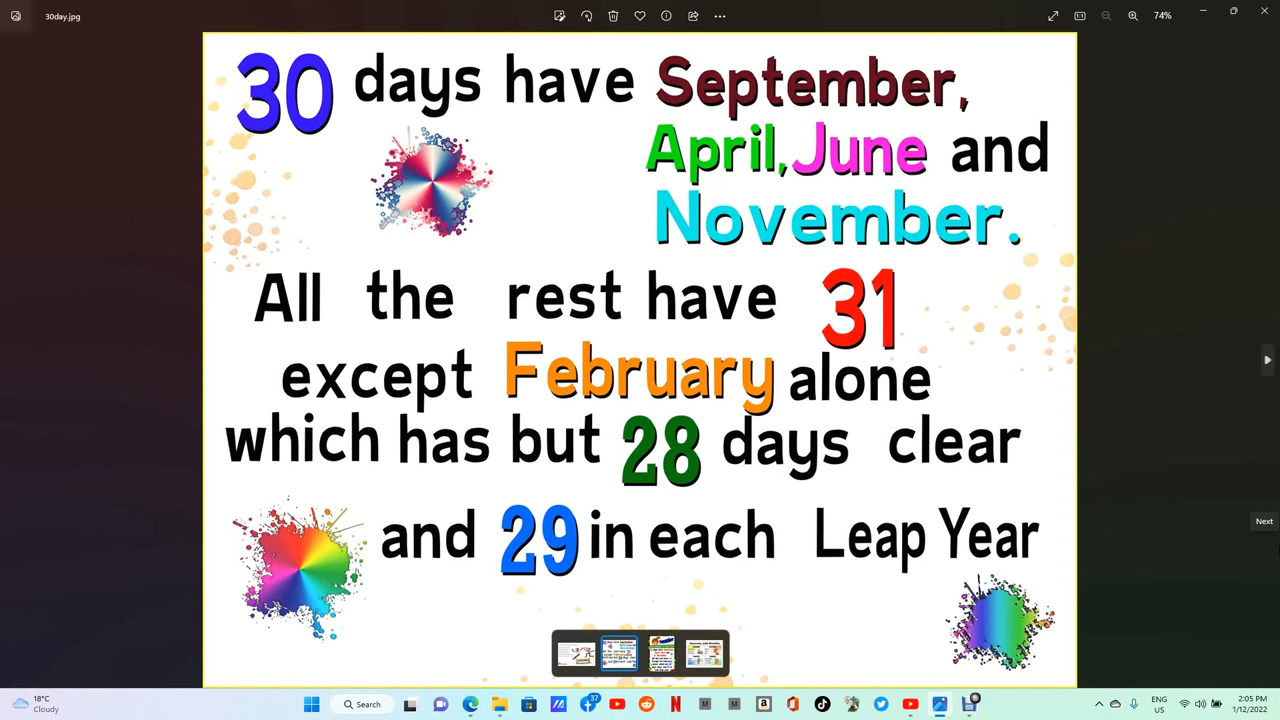 30day.jpg
74%
30 days have September,
April, June and
November.
All the rest have 31
except February alone
which has but 28 days clear
and 29 in each Leap Year
Next
18°C
Cloudy
Search
37
ENG
US
2:05 PM
1/12/2022